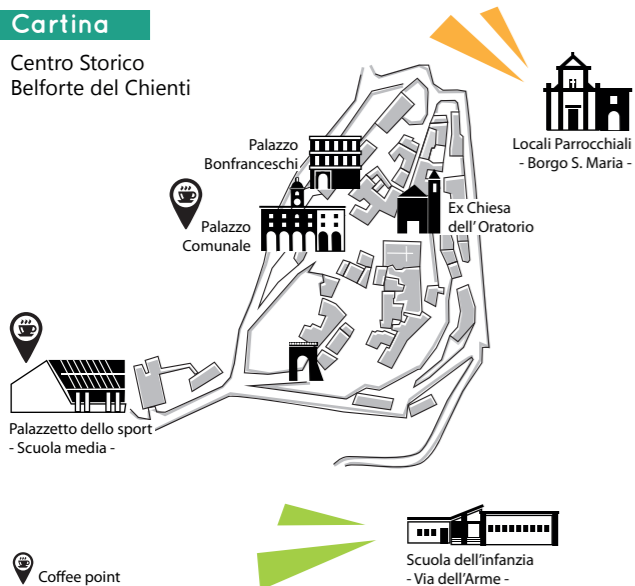 Cartina
Centro Storico
Belforte del Chienti
Locali Parrocchiali
- Borgo S. Maria -
Palazzo
Bonfranceschi
Ex Chiesa
dell'Oratorio
Palazzo
Comunale
Palazzetto dello sport
- Scuola media -
Scuola dell'infanzia
- Via dell'Arme -
Coffee point